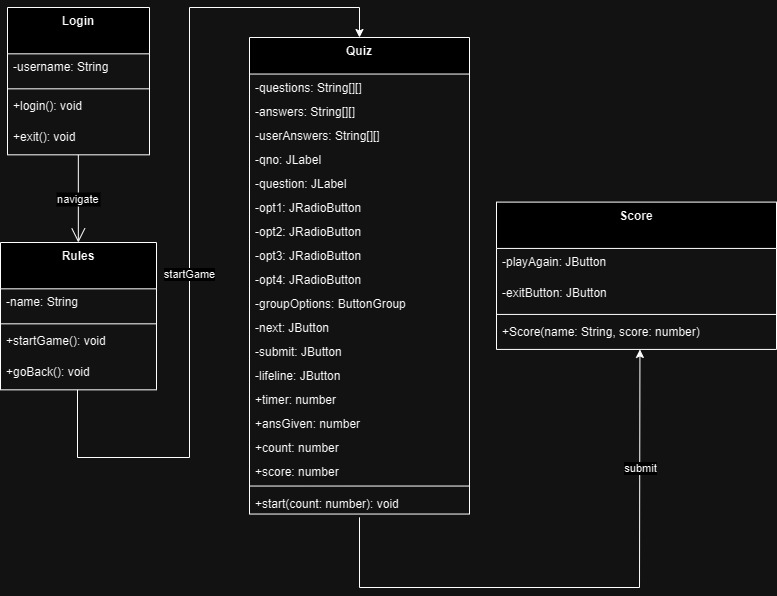 Login
-username: String
+login(): void
+exit(): void
navigate
Rules
-name: String
+startGame(): void
+goBack(): void
startGame
Quiz
-questions: String[][]
-answers: String[][]
-userAnswers: String[][]
-qno: JLabel
-question: JLabel
-opt1: JRadioButton
-opt2: JRadioButton
-opt3: JRadioButton
-opt4: JRadioButton
-groupOptions: ButtonGroup
-next: JButton
-submit: JButton
-lifeline: JButton
+timer: number
+ansGiven: number
+count: number
+score: number
+start(count: number): void
Score
-playAgain: JButton
-exitButton: JButton
+Score(name: String, score: number)
submit